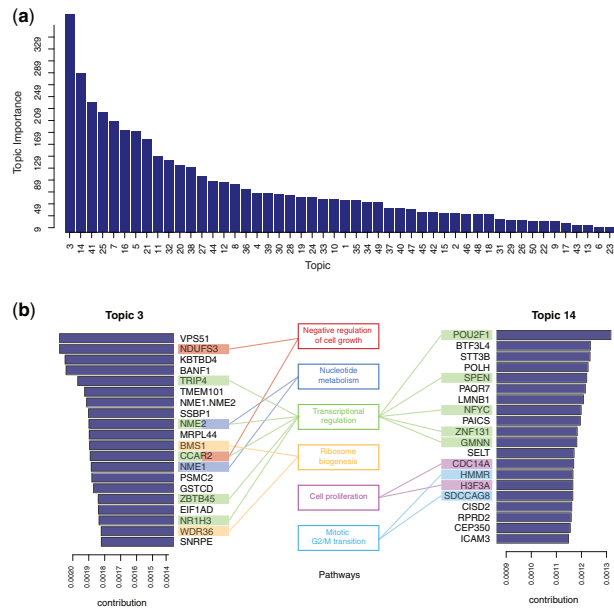 (a)
Topic Importance
329
289
249
209
169
129
89
49
9
3 14 41 25 7 16 5 21 11 32 20 38 27 44 12 8 36 4 39 30 28 19 24 33 10 1 35 34 49 37 40 47 45 42 15 2 46 48 18 31 29 26 50 22 9 17 43 13 6 23
Topic
(b)
Topic 3
VPS51
NDUFS3
KBTBD4
BANF1
TRIP4
TMEM101
NME1.NME2
SSBP1
NME2
MRPL44
BMS1
CCAR2
NME1
PSMC2
GSTCD
ZBTB45
EIF1AD
NR1H3
WDR36
SNRPE
0.0020 0.0019 0.0018 0.0017 0.0016 0.0015 0.0014
contribution
Negative regulation
of cell growth
Nucleotide
metabolism
Transcriptional
regulation
Ribosome
biogenesis
Cell proliferation
Mitotic
G2/M transition
Pathways
Topic 14
POU2F1
BTF3L4
STT3B
POLH
SPEN
PAQR7
LMNB1
NFYC
PAICS
ZNF131
GMNN
SELT
CDC14A
HMMR
H3F3A
SDCCAG8
CISD2
RPRD2
CEP350
ICAM3
0.0009 0.0010 0.0011 0.0012 0.0013
contribution